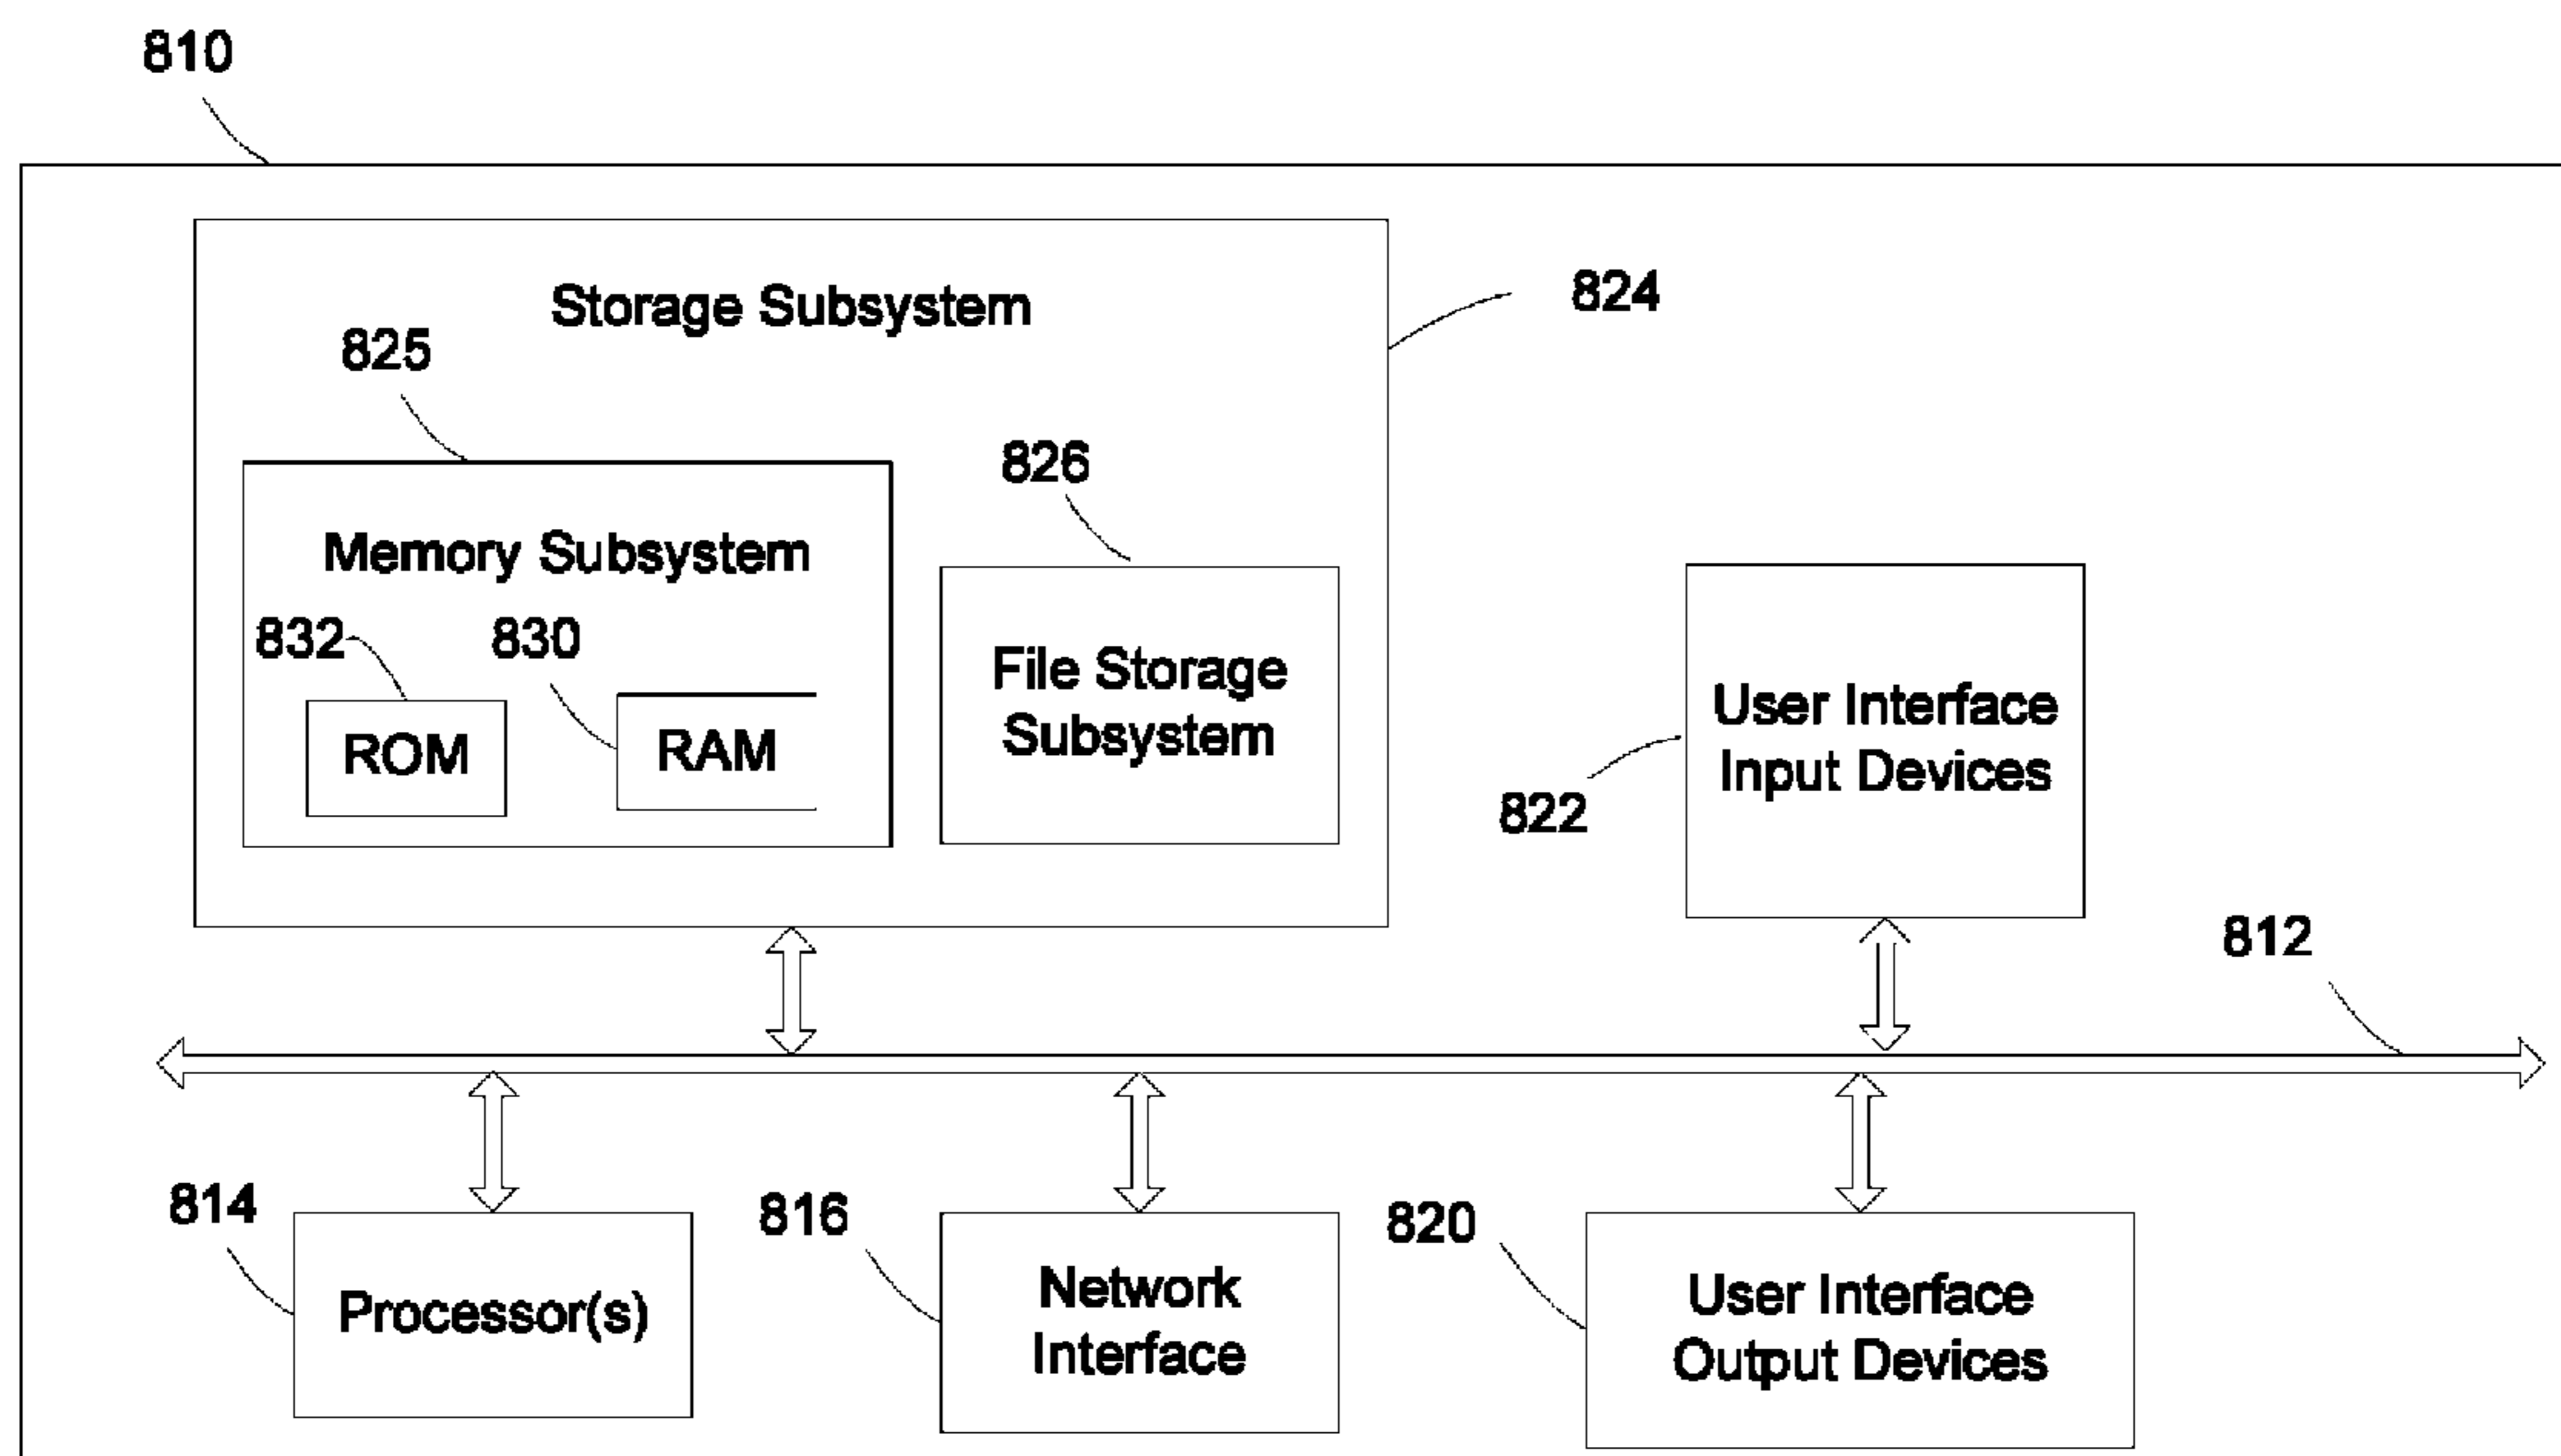 810
Storage Subsystem
824
825
826
Memory Subsystem
832
830
File Storage
Subsystem
ROM
RAM
User Interface
Input Devices
822
812
814
816
820
Processor(s)
Network
Interface
User Interface
Output Devices